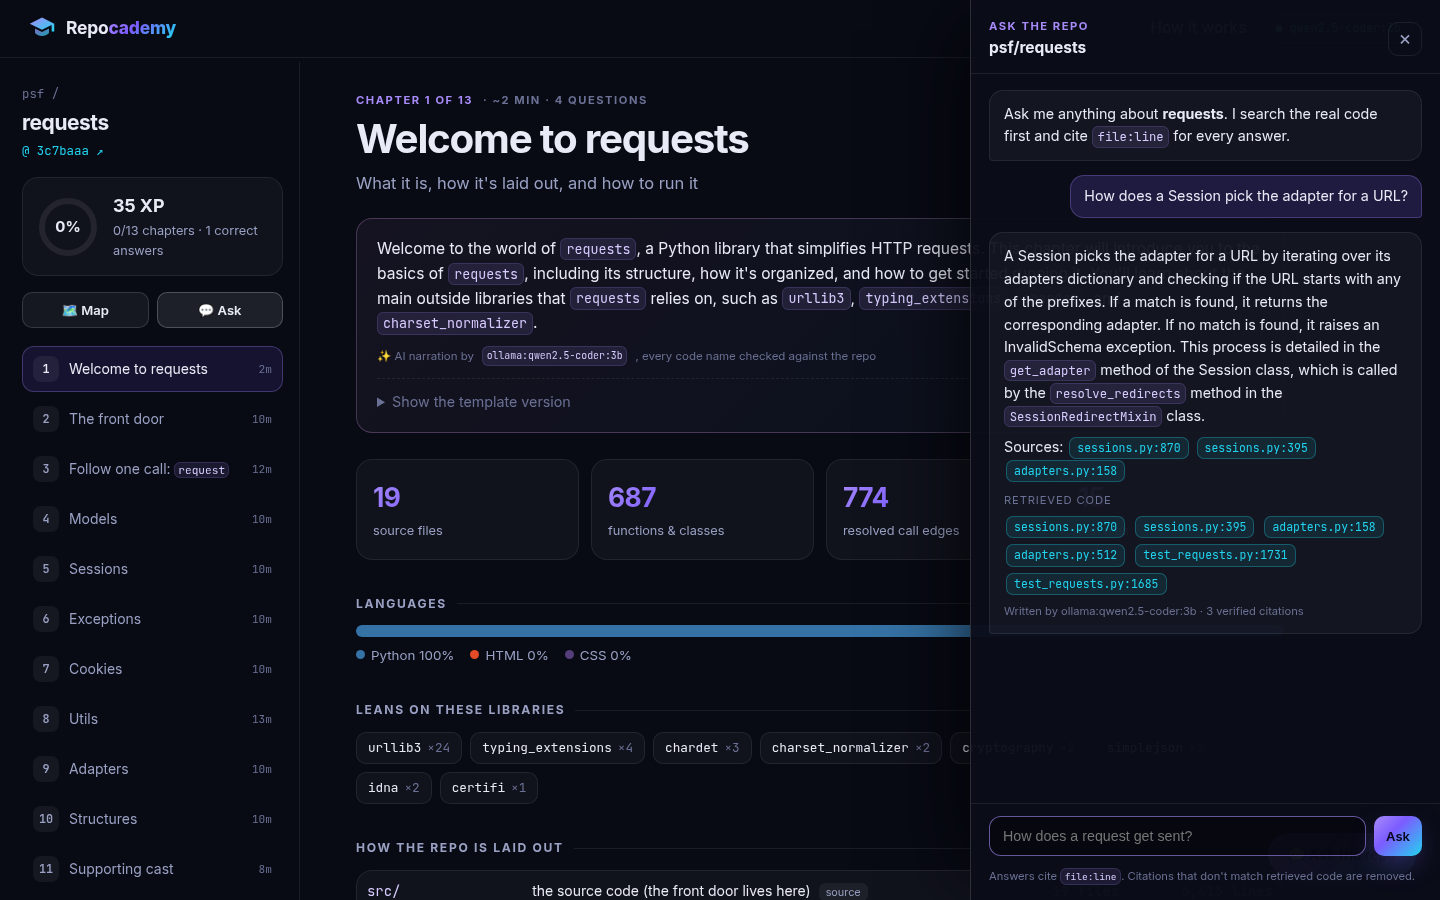 Repocademy
psf /
requests
@ 3c7baaa ↗
0%
35 XP
0/13 chapters · 1 correct
answers
🗺️ Map
💬 Ask
1 Welcome to requests 2m
2 The front door 10m
3 Follow one call: request 12m
4 Models 10m
5 Sessions 10m
6 Exceptions 10m
7 Cookies 10m
8 Utils 13m
9 Adapters 10m
10 Structures 10m
11 Supporting cast 8m
CHAPTER 1 OF 13 · ~2 MIN · 4 QUESTIONS
Welcome to requests
What it is, how it's laid out, and how to run it
Welcome to the world of requests, a Python library that simplifies HTTP requests.
basics of requests, including its structure, how it's organized, and how to get started
main outside libraries that requests relies on, such as urllib3, typing_extens
charset_normalizer.
✨ AI narration by ollama:qwen2.5-coder:3b , every code name checked against the repo
▶ Show the template version
19
source files
687
functions & classes
774
resolved call edges
LANGUAGES
Python 100% HTML 0% CSS 0%
LEANS ON THESE LIBRARIES
urllib3 ×24 typing_extensions ×4 chardet ×3 charset_normalizer ×2 cryptography simplejson
idna ×2 certifi ×1
HOW THE REPO IS LAID OUT
src/ the source code (the front door lives here) source
How it works
ASK THE REPO
psf/requests
✕
Ask me anything about requests. I search the real code
first and cite file:line for every answer.
How does a Session pick the adapter for a URL?
A Session picks the adapter for a URL by iterating over its
adapters dictionary and checking if the URL starts with any
of the prefixes. If a match is found, it returns the
corresponding adapter. If no match is found, it raises an
InvalidSchema exception. This process is detailed in the
get_adapter method of the Session class, which is called
by the resolve_redirects method in the
SessionRedirectMixin class.
Sources: sessions.py:870 sessions.py:395
adapters.py:158
RETRIEVED CODE
sessions.py:870 sessions.py:395 adapters.py:158
adapters.py:512 test_requests.py:1731
test_requests.py:1685
Written by ollama:qwen2.5-coder:3b · 3 verified citations
How does a request get sent?
Ask
Answers cite file:line. Citations that don't match retrieved code are removed.